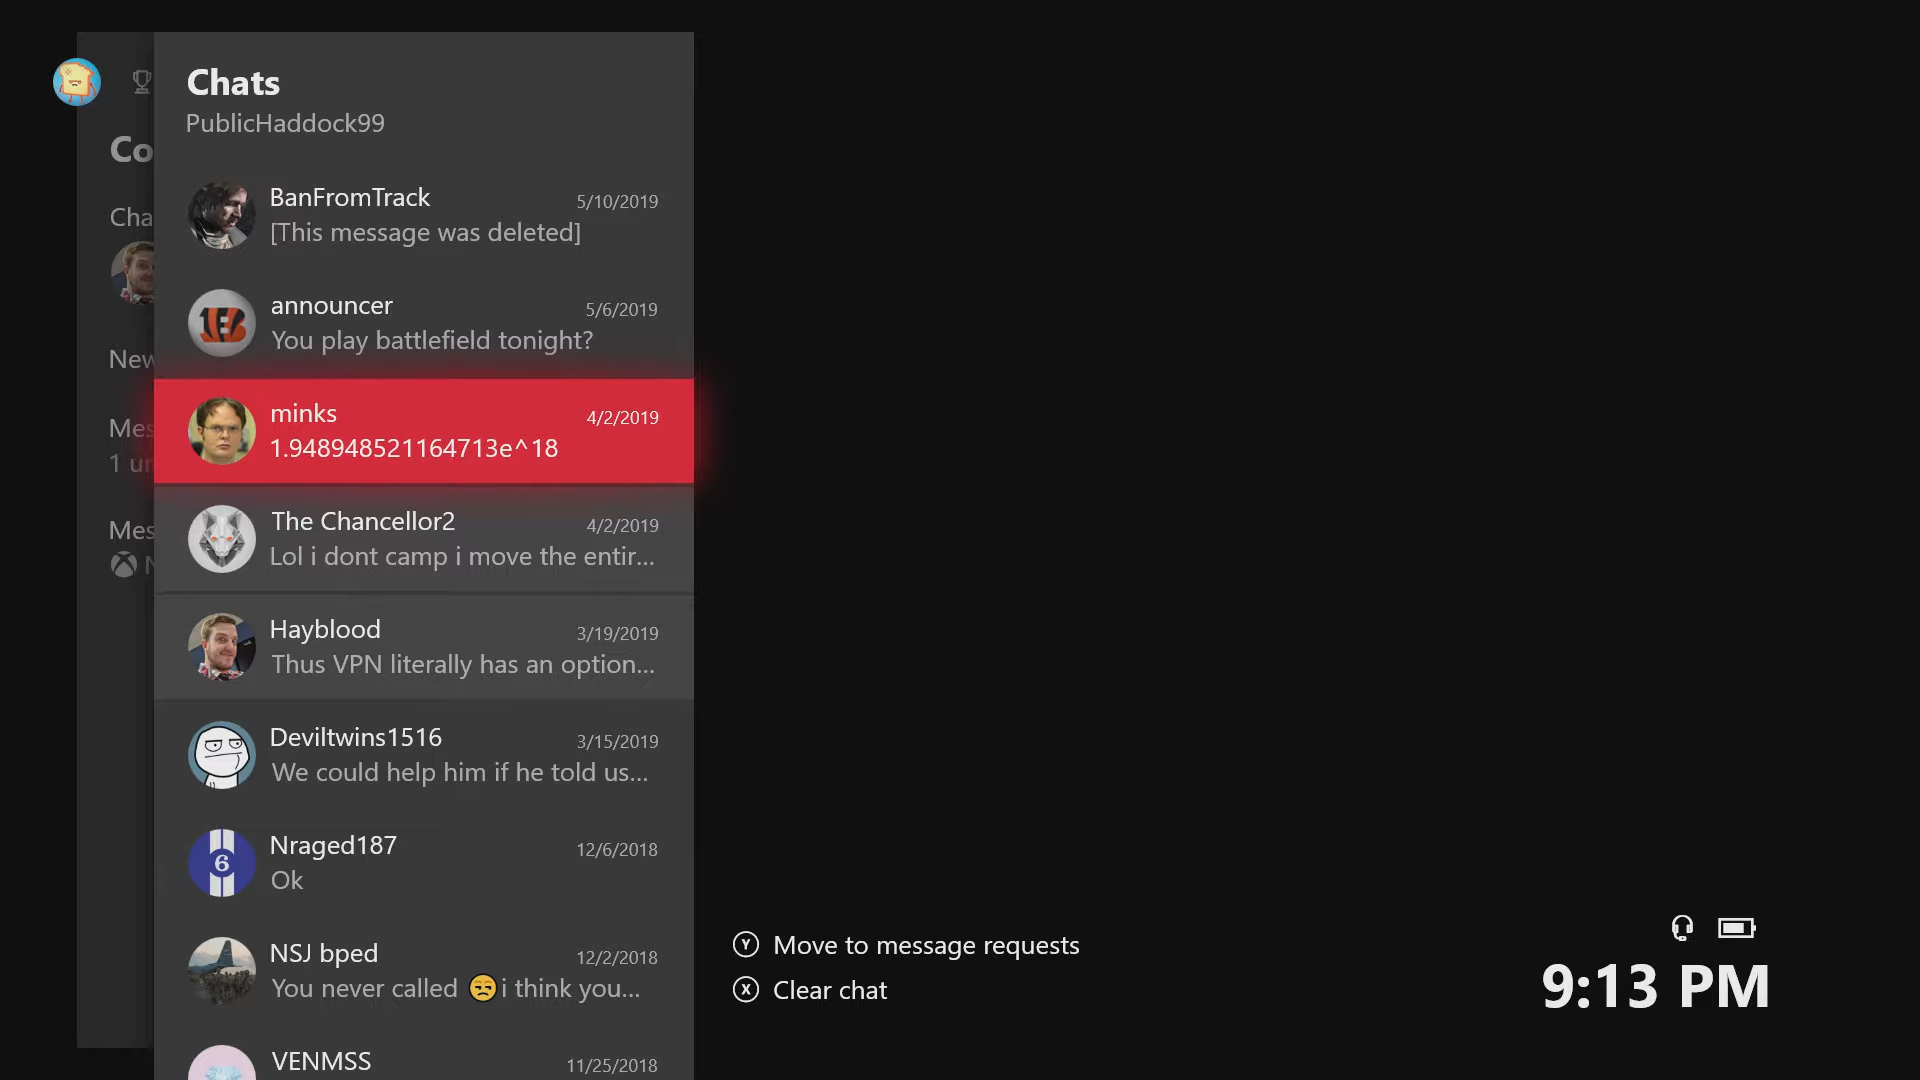 Chats
PublicHaddock99
Co
Cha
New
Mes
1 un
Mes
N
BanFromTrack
5/10/2019
[This message was deleted]
announcer
5/6/2019
You play battlefield tonight?
minks
4/2/2019
1.948948521164713e^18
The Chancellor2
4/2/2019
Lol i dont camp i move the entir...
Hayblood
3/19/2019
Thus VPN literally has an option...
Deviltwins1516
3/15/2019
We could help him if he told us...
6
Nraged187
12/6/2018
Ok
NSJ bped
12/2/2018
You never called 😒i think you...
VENMSS
11/25/2018
Y Move to message requests
X Clear chat
9:13 PM